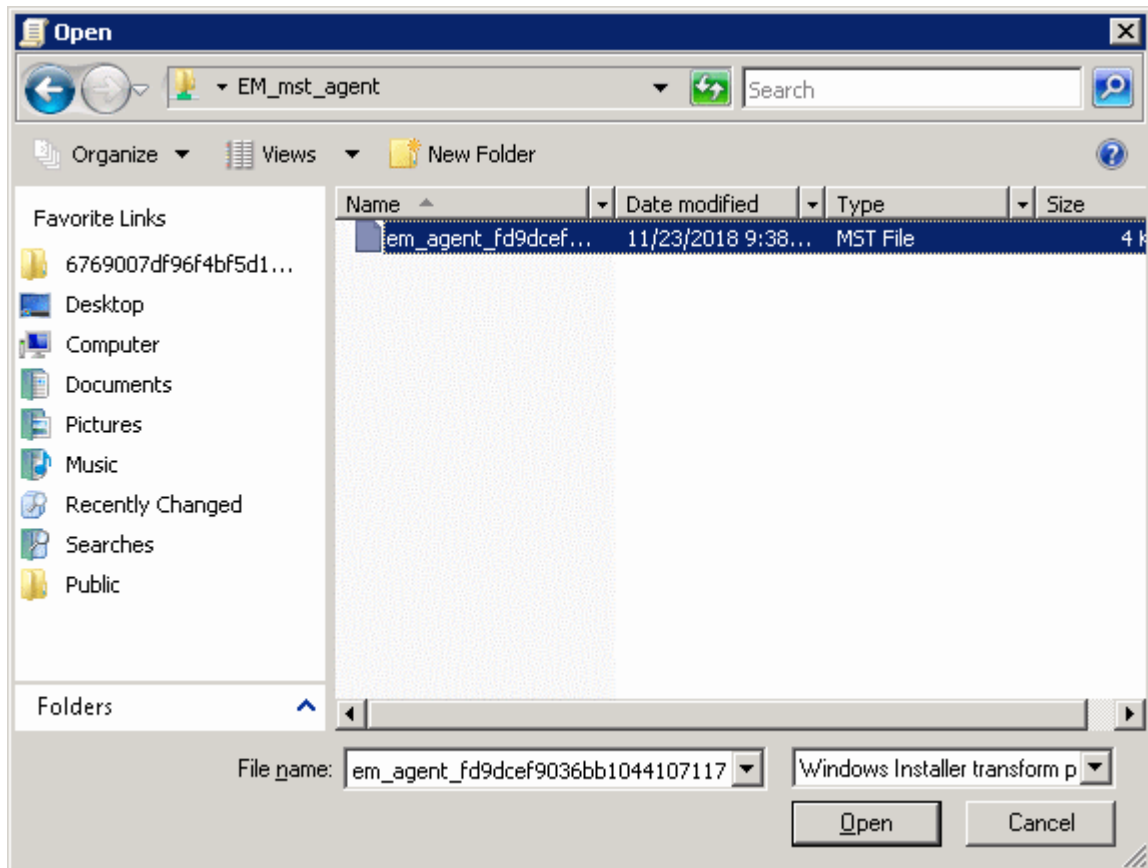 Open
EM_mst_agent
Search
Organize Views New Folder
Favorite Links
6769007df96f4bf5d1...
Desktop
Computer
Documents
Pictures
Music
Recently Changed
Searches
Public
Folders
Name Date modified Type Size
em_agent_fd9dcef... 11/23/2018 9:38... MST File 4 k
File name: em_agent_fd9dcef9036bb1044107117 Windows Installer transform p
Open Cancel